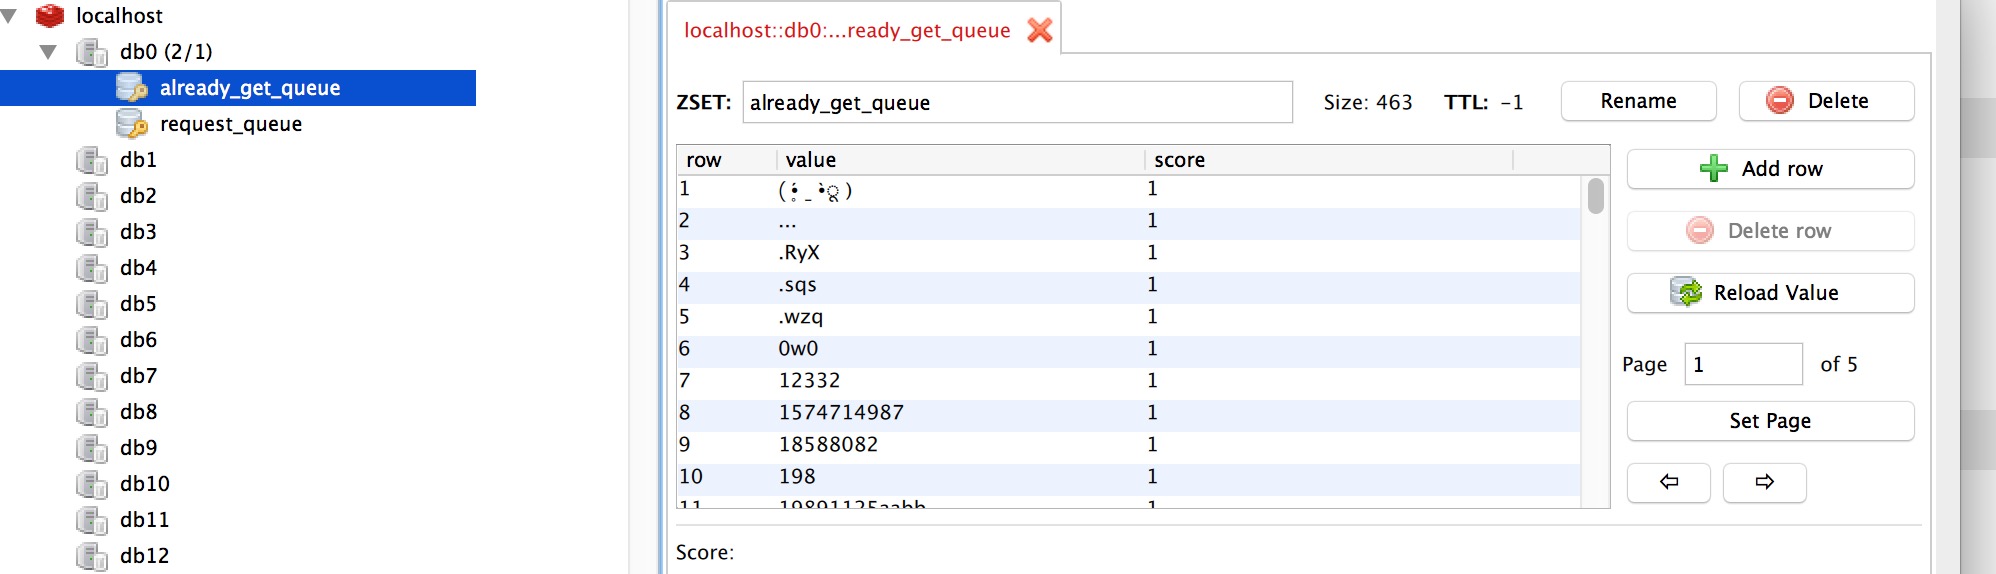 localhost
db0 (2/1)
already_get_queue
request_queue
db1
db2
db3
db4
db5
db6
db7
db8
db9
db10
db11
db12
localhost::db0:...ready_get_queue
ZSET: already_get_queue Size: 463 TTL: -1 Rename Delete
row value score
1 (•́ˍ•̀ू ) 1
2 ... 1
3 .RyX 1
4 .sqs 1
5 .wzq 1
6 0w0 1
7 12332 1
8 1574714987 1
9 18588082 1
10 198 1
11 19891125aabb 1
Add row
Delete row
Reload Value
Page 1 of 5
Set Page
Score: